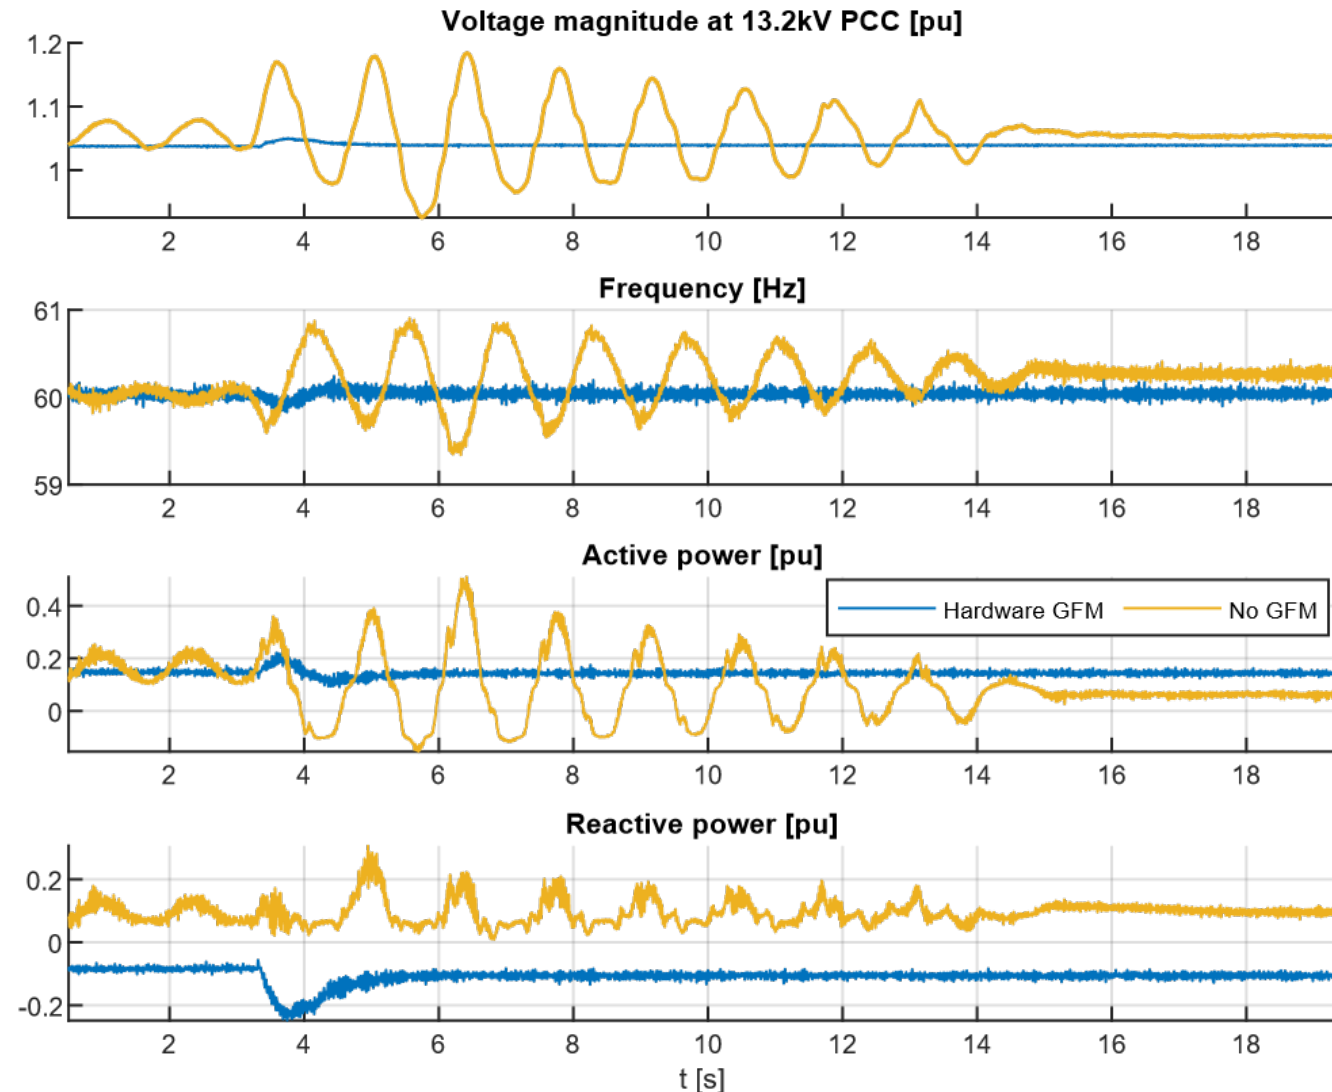 Voltage magnitude at 13.2kV PCC [pu]
1.2
1.1
1
2 4 6 8 10 12 14 16 18
Frequency [Hz]
61
60
59
2 4 6 8 10 12 14 16 18
Active power [pu]
Hardware GFM No GFM
0.4
0.2
0
2 4 6 8 10 12 14 16 18
Reactive power [pu]
0.2
0
-0.2
2 4 6 8 10 12 14 16 18
t [s]